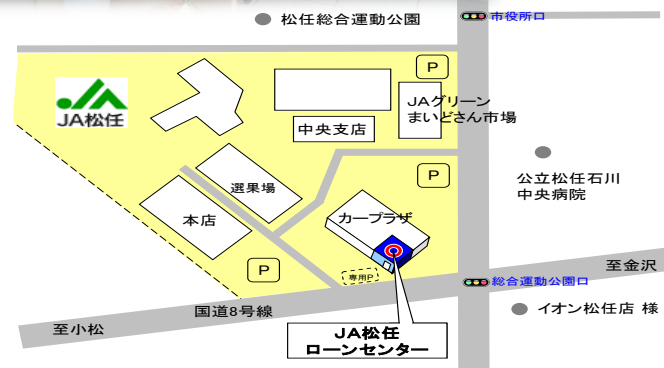 松任総合運動公園
市役所口
P
JA松任
JAグリーン
まいどさん市場
中央支店
公立松任石川
中央病院
P
選果場
本店
カープラザ
P
専用P
至金沢
総合運動公園口
国道8号線
イオン松任店 様
至小松
JA松任
ローンセンター